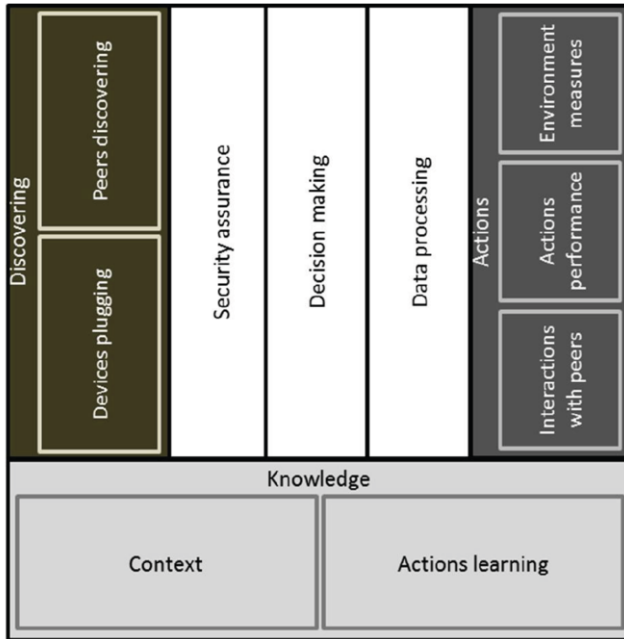 Discovering
Peers discovering
Devices plugging
Security assurance
Decision making
Data processing
Actions
Environment
measures
Actions
performance
Interactions
with peers
Knowledge
Context
Actions learning